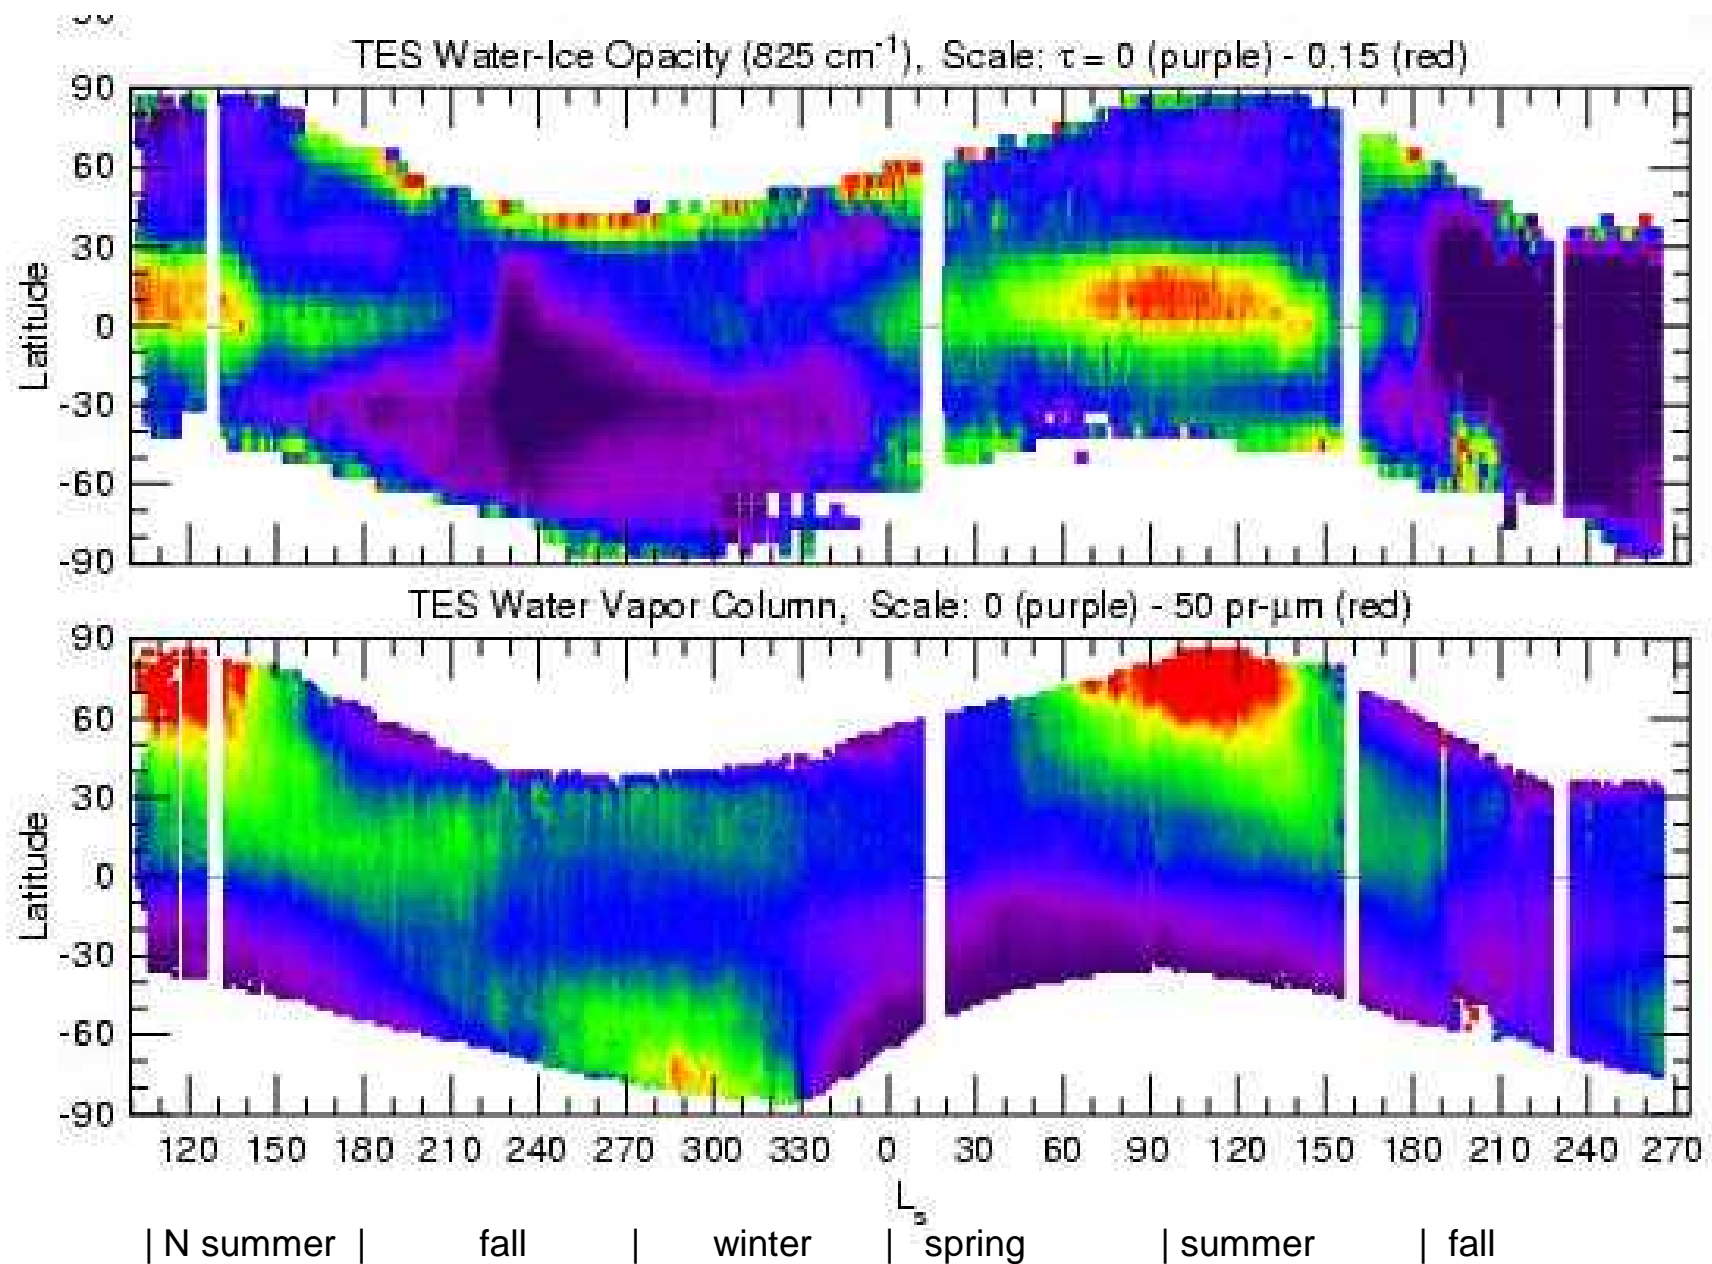 TES Water-Ice Opacity (825 cm⁻¹), Scale: τ = 0 (purple) - 0.15 (red)
90
60
30
0
-30
-60
-90
Latitude
TES Water Vapor Column, Scale: 0 (purple) - 50 pr-μm (red)
90
60
30
0
-30
-60
-90
Latitude
120 150 180 210 240 270 300 330 0 30 60 90 120 150 180 210 240 270
Ls
| N summer | fall | winter | spring | summer | fall